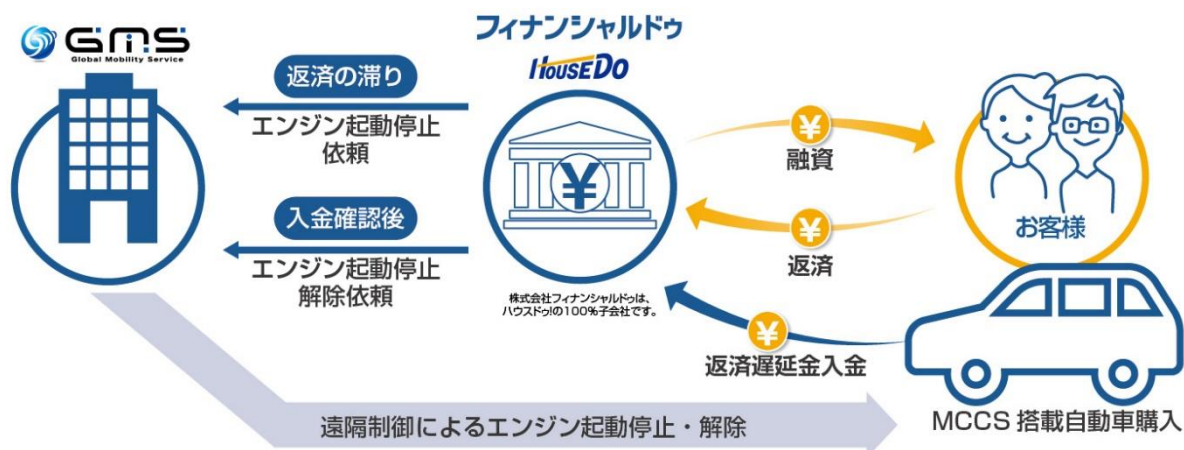 GMS
Global Mobility Service
フィナンシャルドゥ
HouseDo
返済の滞り
エンジン起動停止
依頼
¥
融資
入金確認後
エンジン起動停止
解除依頼
¥
¥
返済
お客様
株式会社フィナンシャルドゥは、
ハウスドゥ!の100%子会社です。
¥
返済遅延金入金
MCCS 搭載自動車購入
遠隔制御によるエンジン起動停止・解除